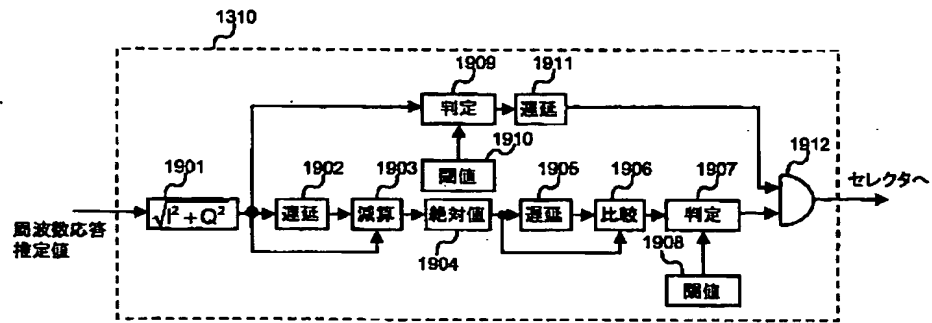 1310
1909
1911
判定
遅延
1910
閾値
1912
セレクタへ
1901
1902
1903
1905
1906
1907
√I²+Q²
遅延
減算
絶対値
遅延
比較
判定
周波数応答
推定値
1904
1908
閾値